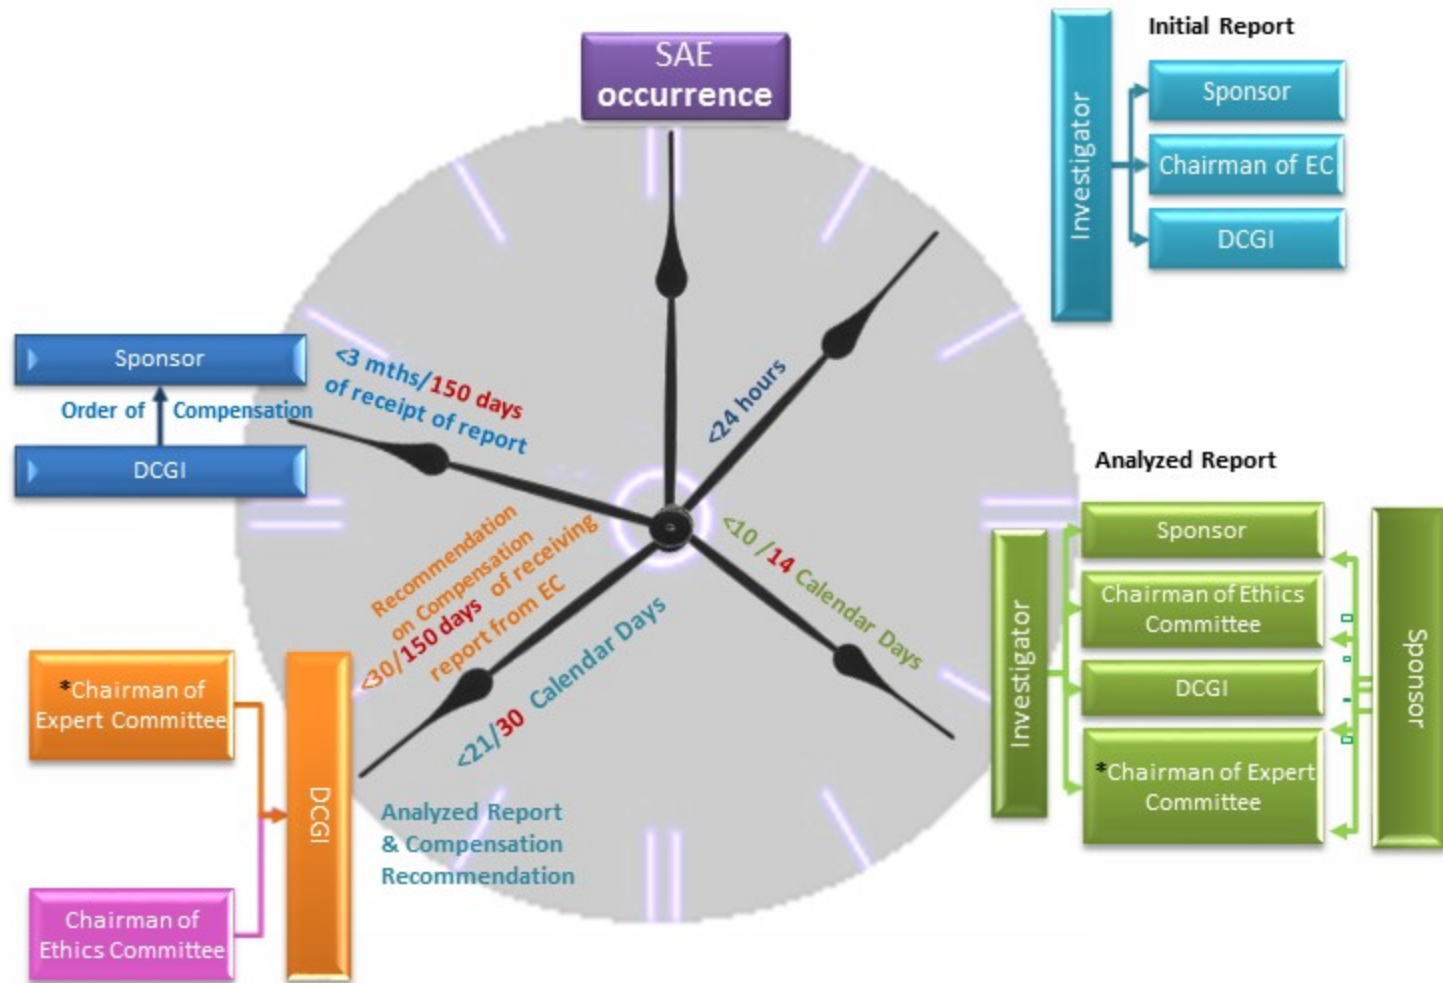 SAE
occurrence
Initial Report
Investigator
Sponsor
Chairman of EC
DCGI
<24 hours
Analyzed Report
Investigator
Sponsor
Chairman of Ethics
Committee
DCGI
*Chairman of Expert
Committee
Sponsor
<10 /14 Calendar Days
<21/30 Calendar Days
Analyzed Report
& Compensation
Recommendation
Recommendation
on Compensation
<30/150 days of receiving
report from EC
*Chairman of
Expert Committee
DCGI
Chairman of
Ethics Committee
<3 mths/150 days
of receipt of report
Sponsor
Order of Compensation
DCGI